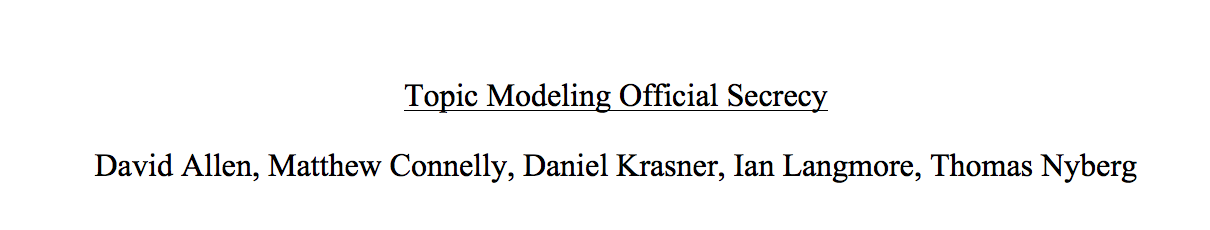 Topic Modeling Official Secrecy
David Allen, Matthew Connelly, Daniel Krasner, Ian Langmore, Thomas Nyberg